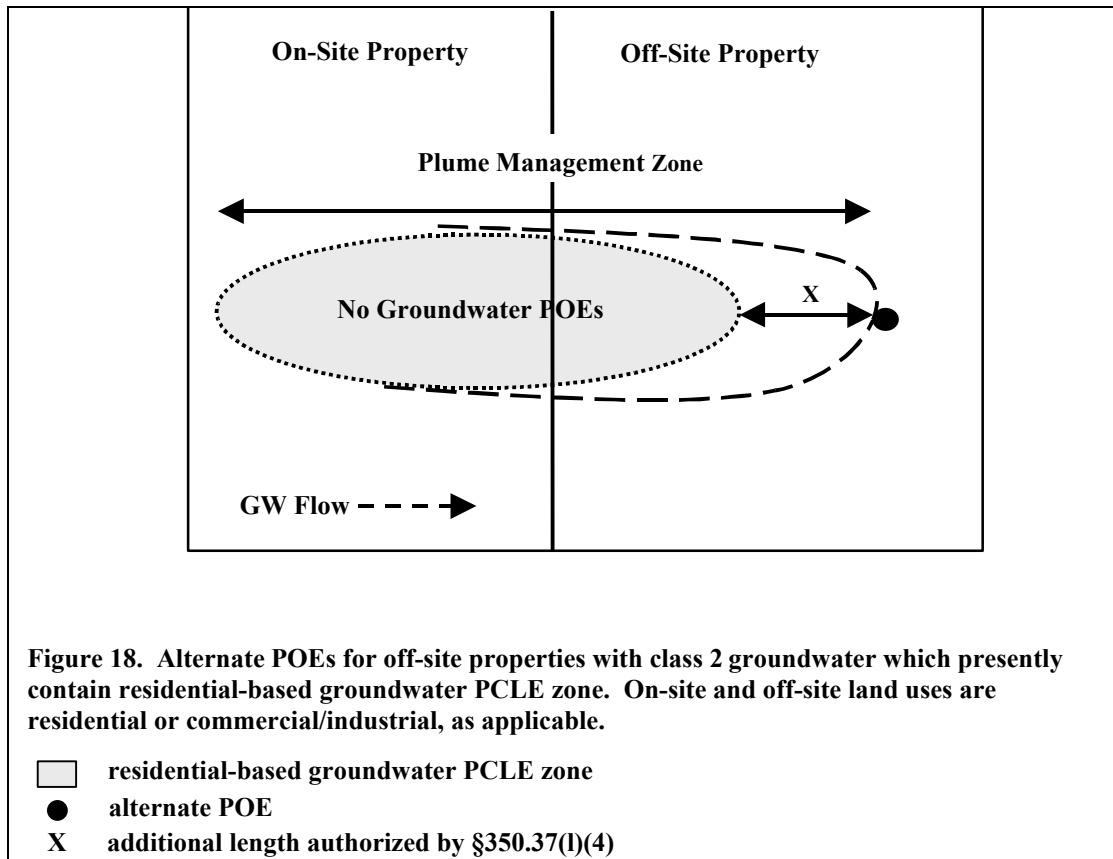 On-Site Property
Off-Site Property
Plume Management Zone
X
No Groundwater POEs
GW Flow
Figure 18. Alternate POEs for off-site properties with class 2 groundwater which presently
contain residential-based groundwater PCLE zone. On-site and off-site land uses are
residential or commercial/industrial, as applicable.
residential-based groundwater PCLE zone
alternate POE
X additional length authorized by §350.37(l)(4)